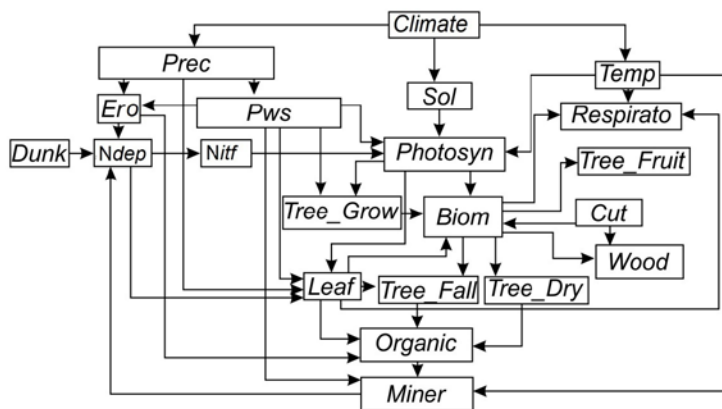 Climate
Prec
Temp
Sol
Ero
Pws
Respirato
Dunk
Ndep
Nitf
Photosyn
Tree_Fruit
Tree_Grow
Biom
Cut
Wood
Leaf
Tree_Fall
Tree_Dry
Organic
Miner